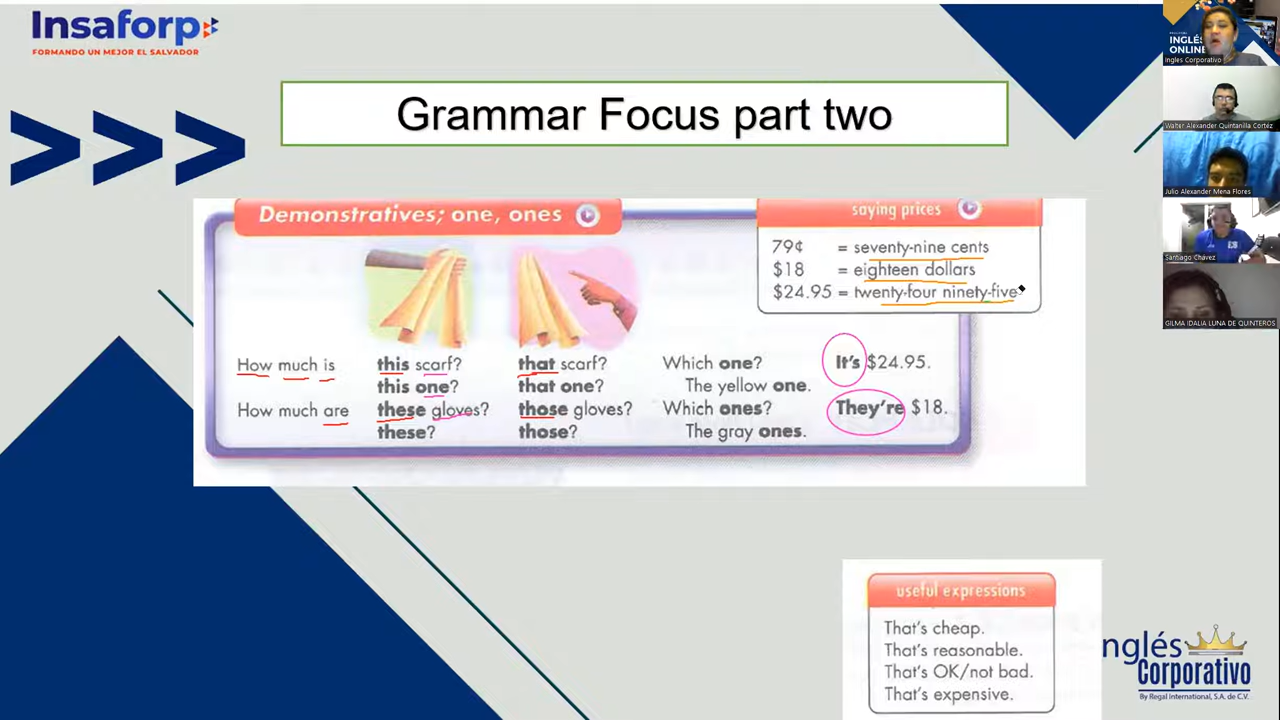 Insaforp
FORMANDO UN MEJOR EL SALVADOR
Grammar Focus part two
Demonstratives; one, ones
saying prices
79¢ = seventy-nine cents
$18 = eighteen dollars
$24.95 = twenty-four ninety-five
How much is this scarf? that scarf? Which one? It's $24.95.
this one? that one? The yellow one.
How much are these gloves? those gloves? Which ones? They're $18.
these? those? The gray ones.
useful expressions
That's cheap.
That's reasonable.
That's OK/not bad.
That's expensive.
nglés
Corporativo
By Regal International, S.A. de C.V.
INGLÉS
ONLINE
Ingles Corporativo
Walter Alexander Quintanilla Cortez
Julio Alexander Mena Flores
Santiago Chávez
GILMA IDALIA LUNA DE QUINTEROS